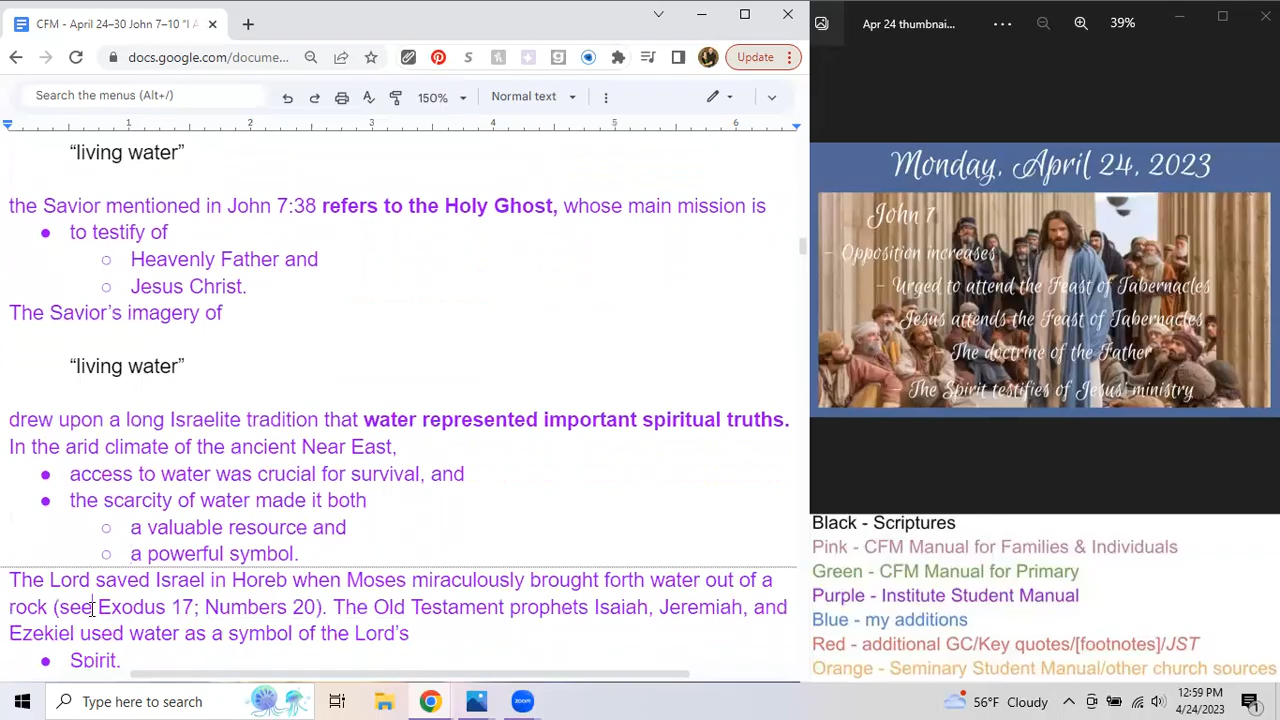 CFM - April 24–30 John 7–10 "I A
docs.google.com/docume...
Update
Search the menus (Alt+/)
150%
Normal text
1 2 3 4 5 6
“living water”
the Savior mentioned in John 7:38 refers to the Holy Ghost, whose main mission is
● to testify of
○ Heavenly Father and
○ Jesus Christ.
The Savior’s imagery of
“living water”
drew upon a long Israelite tradition that water represented important spiritual truths.
In the arid climate of the ancient Near East,
● access to water was crucial for survival, and
● the scarcity of water made it both
○ a valuable resource and
○ a powerful symbol.
The Lord saved Israel in Horeb when Moses miraculously brought forth water out of a
rock (see Exodus 17; Numbers 20). The Old Testament prophets Isaiah, Jeremiah, and
Ezekiel used water as a symbol of the Lord’s
● Spirit.
Apr 24 thumbnai...
39%
Monday, April 24, 2023
John 7
- Opposition increases
- Urged to attend the Feast of Tabernacles
- Jesus attends the Feast of Tabernacles
- The doctrine of the Father
- The Spirit testifies of Jesus' ministry
Black - Scriptures
Pink - CFM Manual for Families & Individuals
Green - CFM Manual for Primary
Purple - Institute Student Manual
Blue - my additions
Red - additional GC/Key quotes/[footnotes]/JST
Orange - Seminary Student Manual/other church sources
Type here to search
56°F Cloudy
12:59 PM
4/24/2023
1